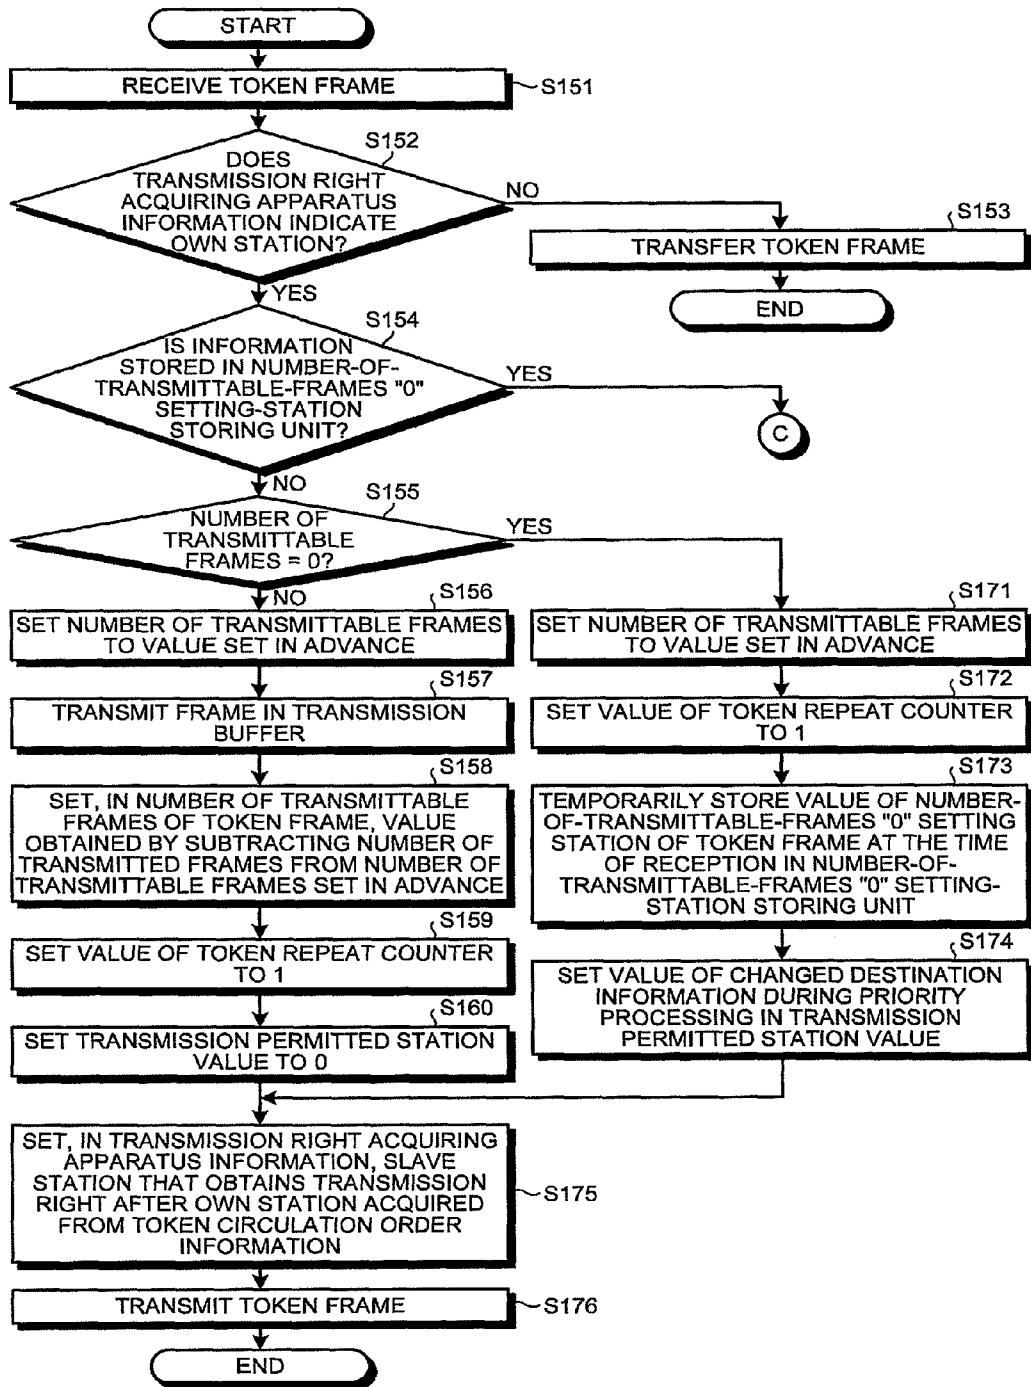 START
RECEIVE TOKEN FRAME
S151
S152
DOES
TRANSMISSION RIGHT
ACQUIRING APPARATUS
INFORMATION INDICATE
OWN STATION?
NO
S153
TRANSFER TOKEN FRAME
END
YES
S154
IS INFORMATION
STORED IN NUMBER-OF-
TRANSMITTABLE-FRAMES "0"
SETTING-STATION
STORING UNIT?
YES
C
NO
S155
NUMBER OF
TRANSMITTABLE
FRAMES = 0?
YES
NO
S156
SET NUMBER OF TRANSMITTABLE FRAMES
TO VALUE SET IN ADVANCE
S157
TRANSMIT FRAME IN TRANSMISSION
BUFFER
S158
SET, IN NUMBER OF TRANSMITTABLE
FRAMES OF TOKEN FRAME, VALUE
OBTAINED BY SUBTRACTING NUMBER OF
TRANSMITTED FRAMES FROM NUMBER OF
TRANSMITTABLE FRAMES SET IN ADVANCE
S159
SET VALUE OF TOKEN REPEAT COUNTER
TO 1
S160
SET TRANSMISSION PERMITTED STATION
VALUE TO 0
S171
SET NUMBER OF TRANSMITTABLE FRAMES
TO VALUE SET IN ADVANCE
S172
SET VALUE OF TOKEN REPEAT COUNTER
TO 1
S173
TEMPORARILY STORE VALUE OF NUMBER-
OF-TRANSMITTABLE-FRAMES "0" SETTING
STATION OF TOKEN FRAME AT THE TIME
OF RECEPTION IN NUMBER-OF-
TRANSMITTABLE-FRAMES "0" SETTING-
STATION STORING UNIT
S174
SET VALUE OF CHANGED DESTINATION
INFORMATION DURING PRIORITY
PROCESSING IN TRANSMISSION
PERMITTED STATION VALUE
SET, IN TRANSMISSION RIGHT ACQUIRING
APPARATUS INFORMATION, SLAVE
STATION THAT OBTAINS TRANSMISSION
RIGHT AFTER OWN STATION ACQUIRED
FROM TOKEN CIRCULATION ORDER
INFORMATION
S175
TRANSMIT TOKEN FRAME
S176
END